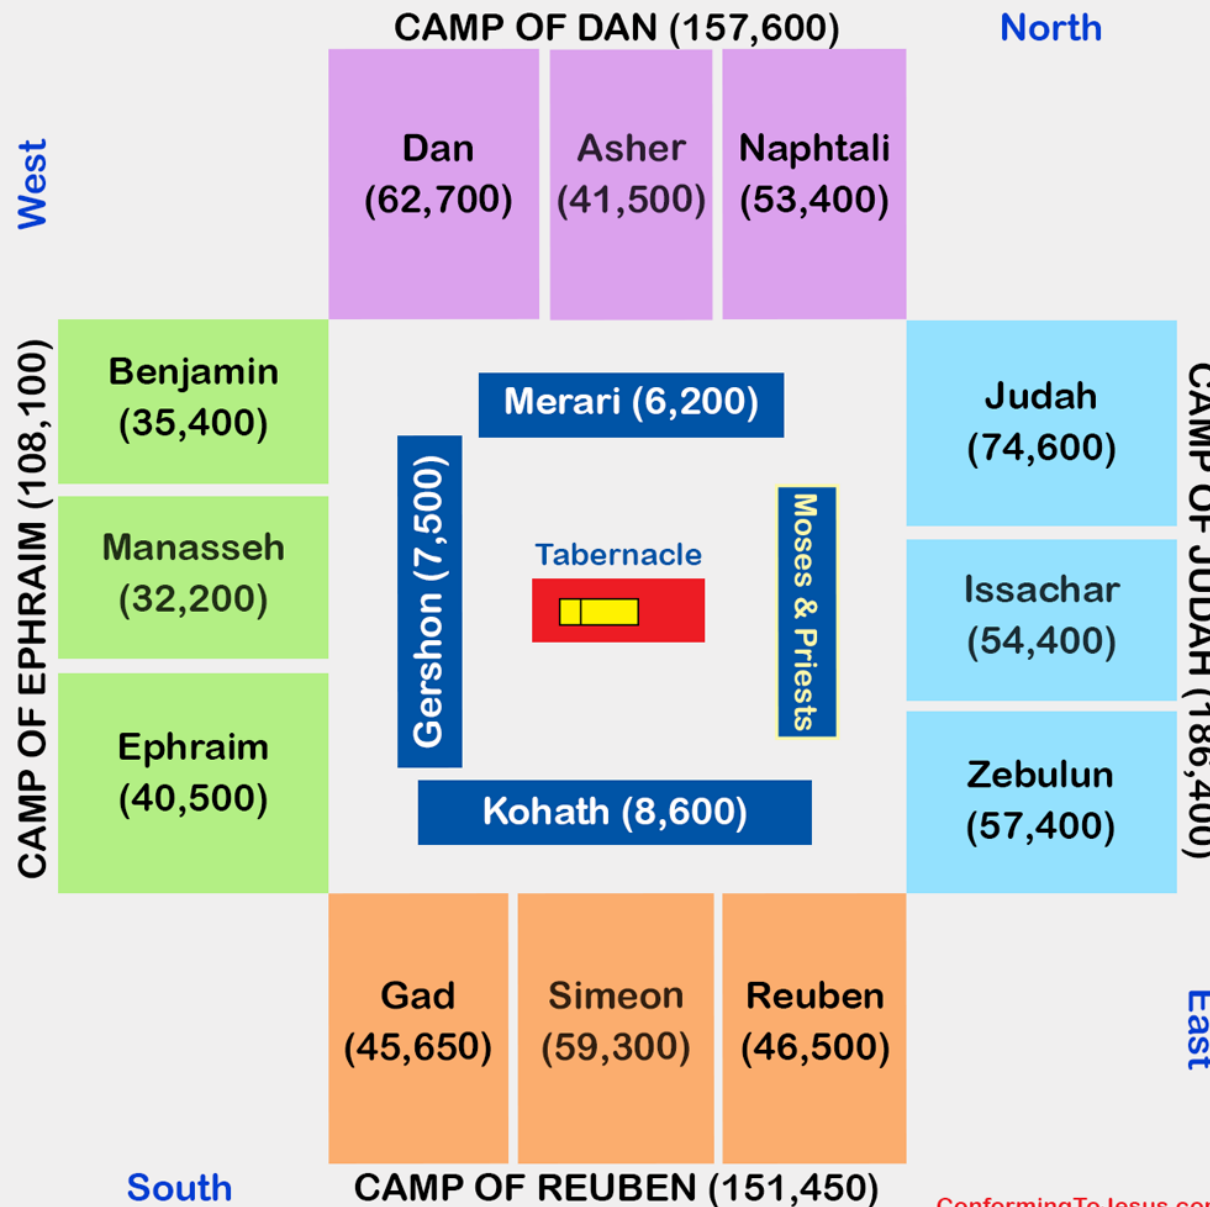 CAMP OF DAN (157,600)
North
West
Dan
(62,700)
Asher
(41,500)
Naphtali
(53,400)
CAMP OF EPHRAIM (108,100)
Benjamin
(35,400)
Manasseh
(32,200)
Ephraim
(40,500)
Merari (6,200)
Gershon (7,500)
Tabernacle
Moses & Priests
Kohath (8,600)
Judah
(74,600)
Issachar
(54,400)
Zebulun
(57,400)
CAMP OF JUDAH (186,400)
Gad
(45,650)
Simeon
(59,300)
Reuben
(46,500)
East
South
CAMP OF REUBEN (151,450)
ConformingToJesus.com